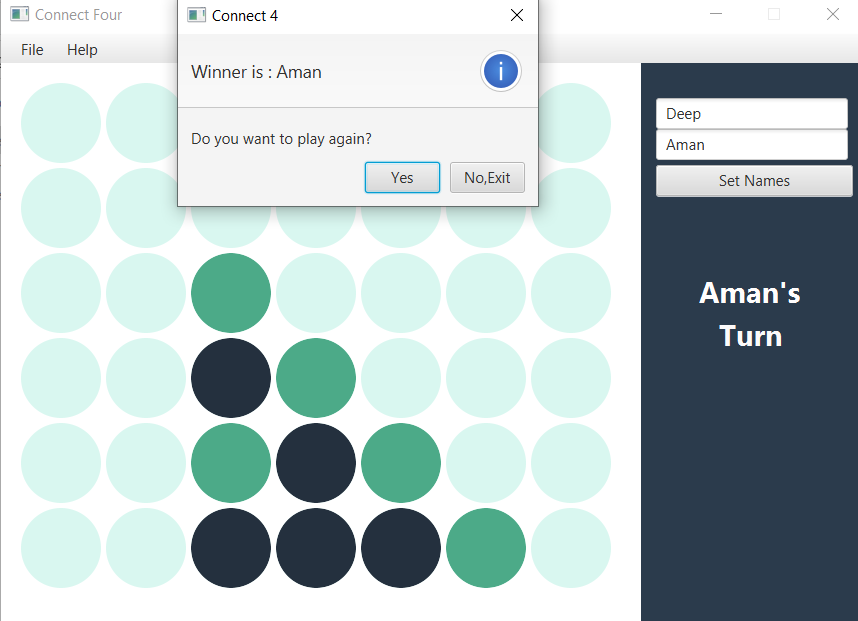 Connect Four
Connect 4
File Help
Winner is : Aman
Do you want to play again?
Yes No,Exit
Deep
Aman
Set Names
Aman's
Turn